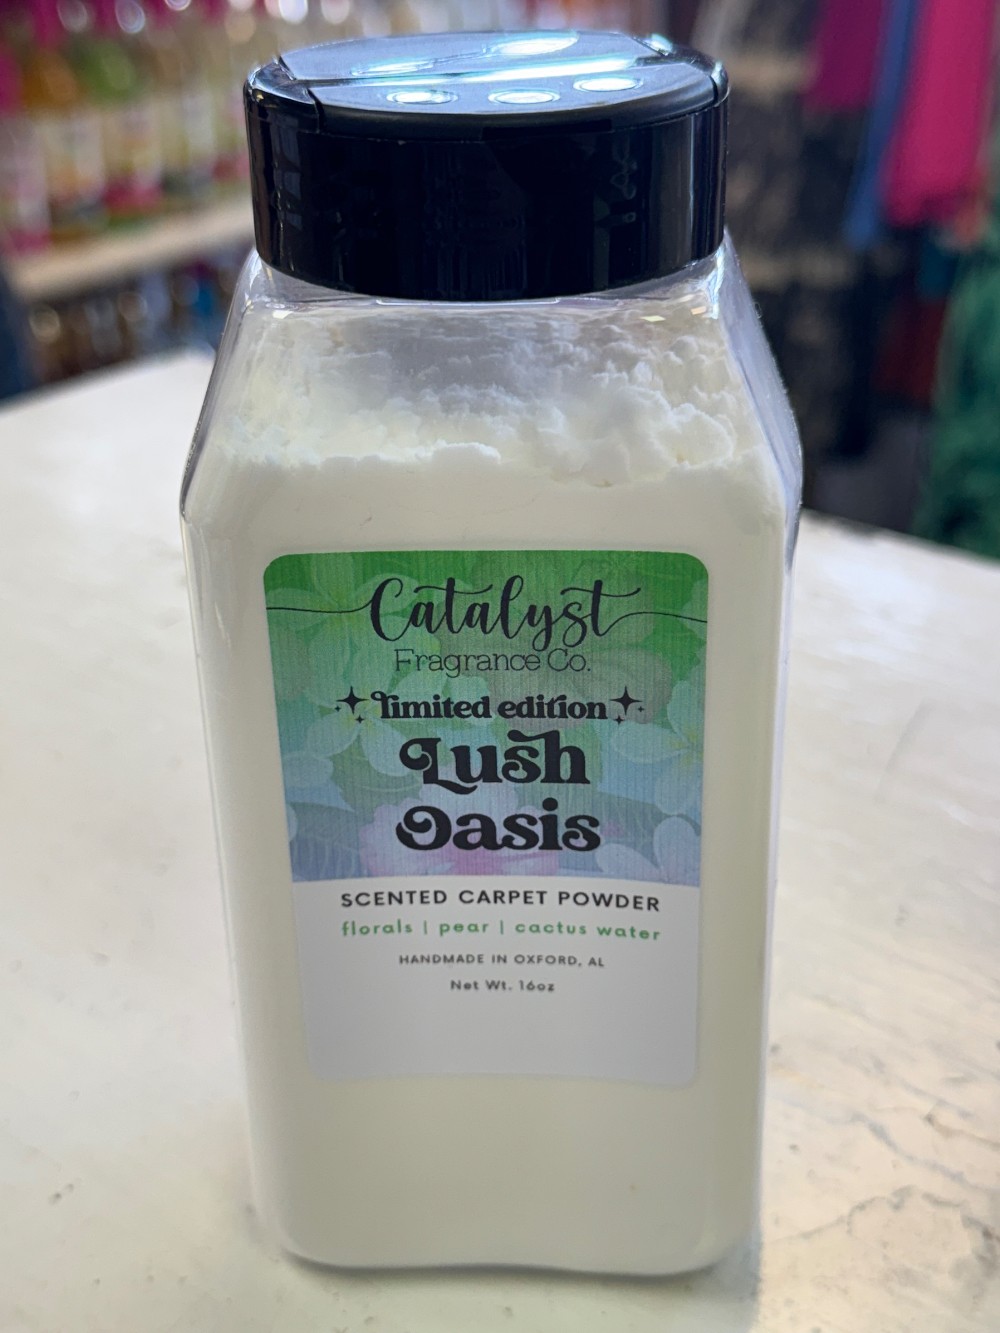 Catalyst
Fragrance Co.
limited edition
Lush
Oasis
SCENTED CARPET POWDER
florals | pear | cactus water
HANDMADE IN OXFORD, AL
Net Wt. 16oz